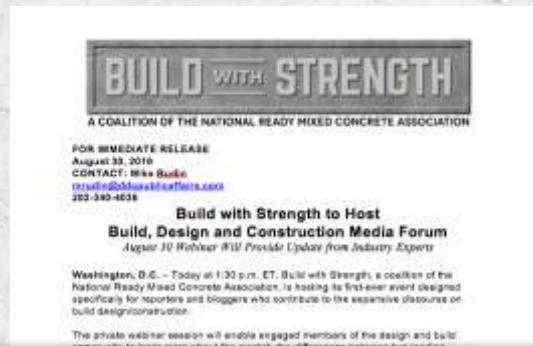 BUILD WITH STRENGTH
A COALITION OF THE NATIONAL READY MIXED CONCRETE ASSOCIATION
FOR IMMEDIATE RELEASE
August 30, 2016
CONTACT: Mike
202-340-4036
Build with Strength to Host
Build, Design and Construction Media Forum
August 30 Webinar Will Provide Update from Industry Experts
Washington, D.C. – Today at 1:30 p.m. ET, Build with Strength, a coalition of the
National Ready Mixed Concrete Association, is hosting its first-ever event designed
specifically for reporters and bloggers who contribute to the expansive discourse on
build design/construction.
The private webinar session will enable engaged members of the design and build